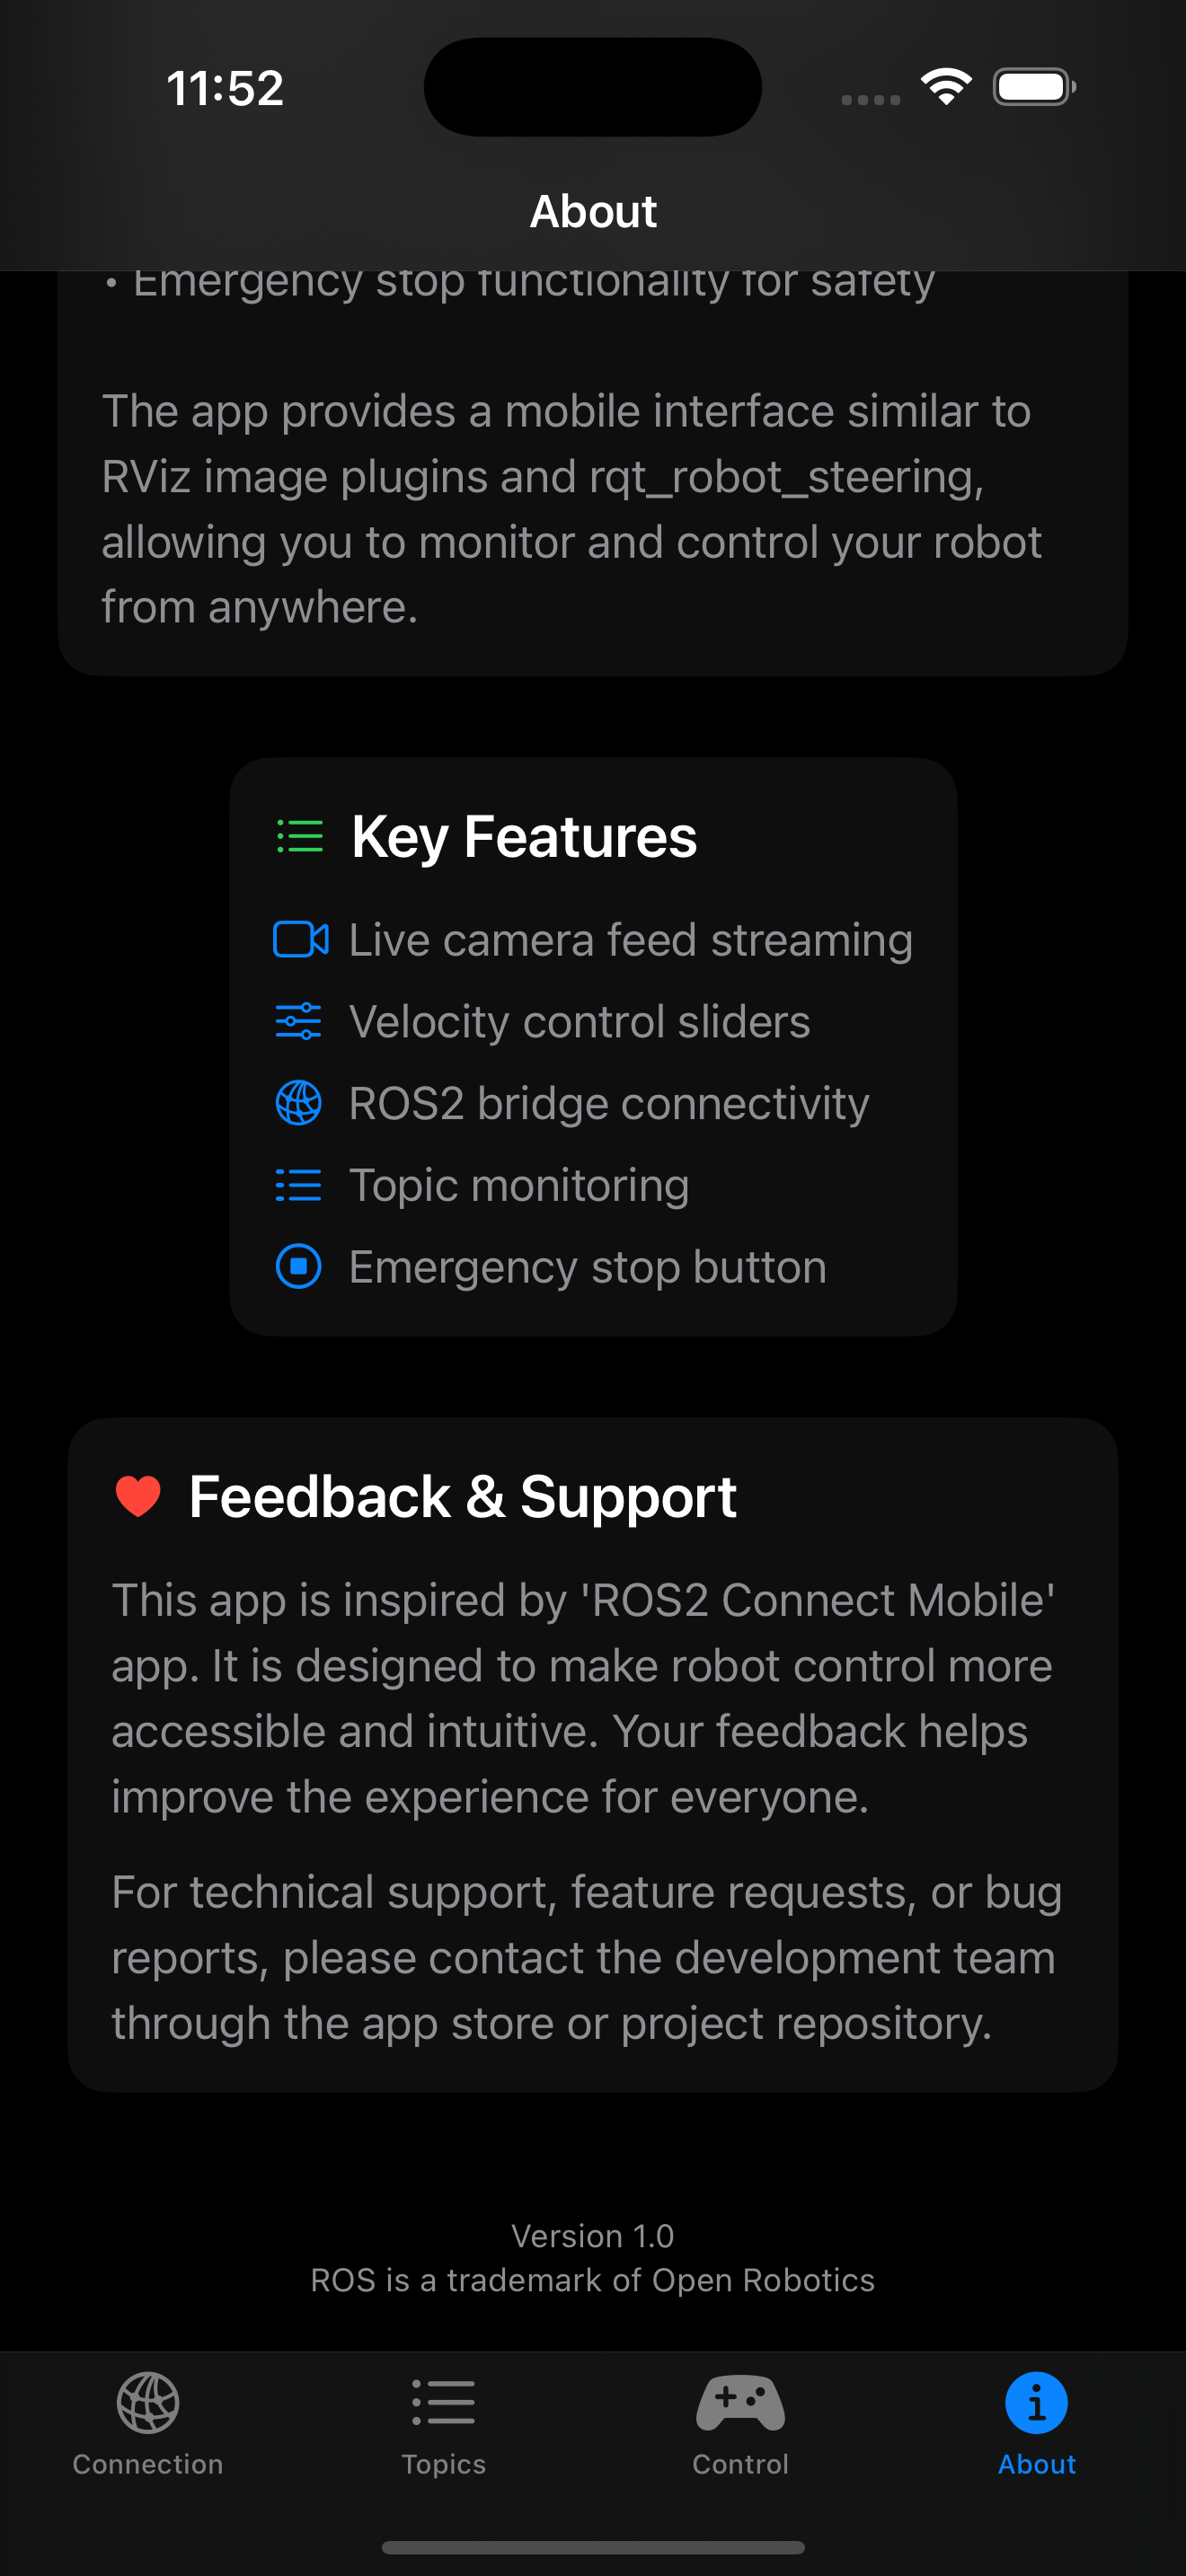 11:52
About
• Emergency stop functionality for safety
The app provides a mobile interface similar to
RViz image plugins and rqt_robot_steering,
allowing you to monitor and control your robot
from anywhere.
Key Features
Live camera feed streaming
Velocity control sliders
ROS2 bridge connectivity
Topic monitoring
Emergency stop button
Feedback & Support
This app is inspired by 'ROS2 Connect Mobile'
app. It is designed to make robot control more
accessible and intuitive. Your feedback helps
improve the experience for everyone.
For technical support, feature requests, or bug
reports, please contact the development team
through the app store or project repository.
Version 1.0
ROS is a trademark of Open Robotics
Connection
Topics
Control
About